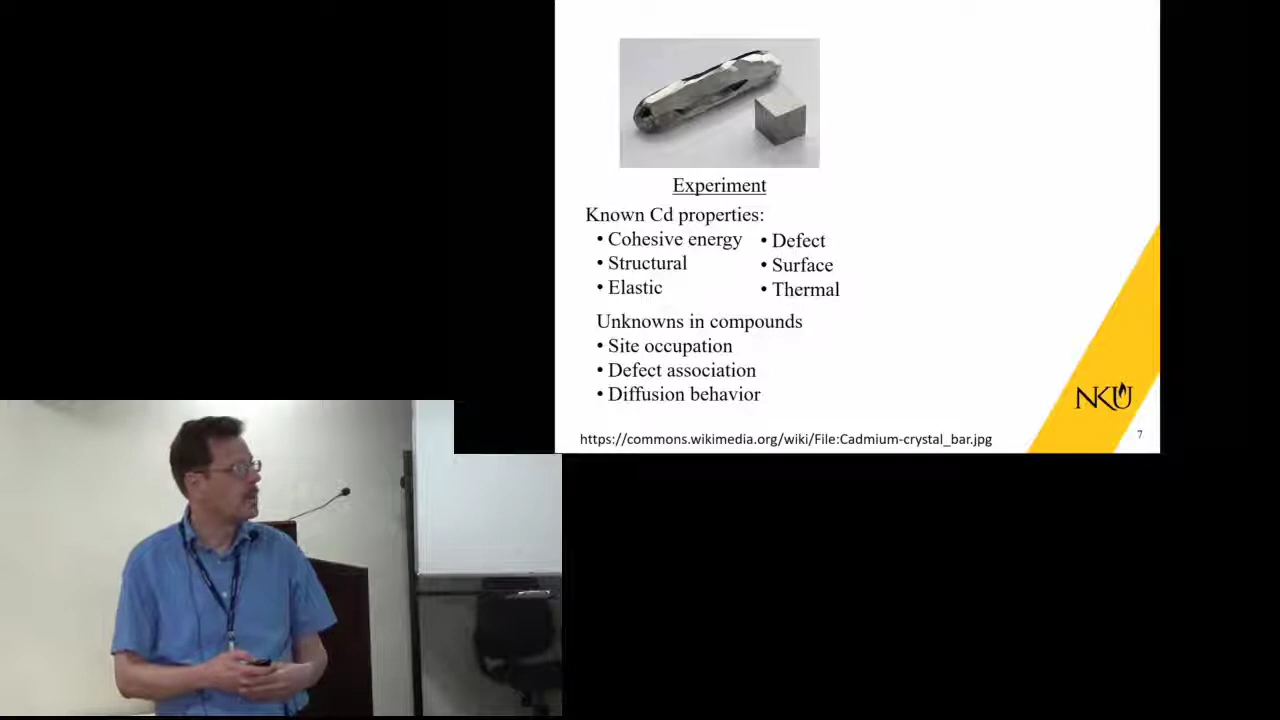 Experiment
Known Cd properties:
• Cohesive energy
• Structural
• Elastic
• Defect
• Surface
• Thermal
Unknowns in compounds
• Site occupation
• Defect association
• Diffusion behavior
https://commons.wikimedia.org/wiki/File:Cadmium-crystal_bar.jpg
NKU
7